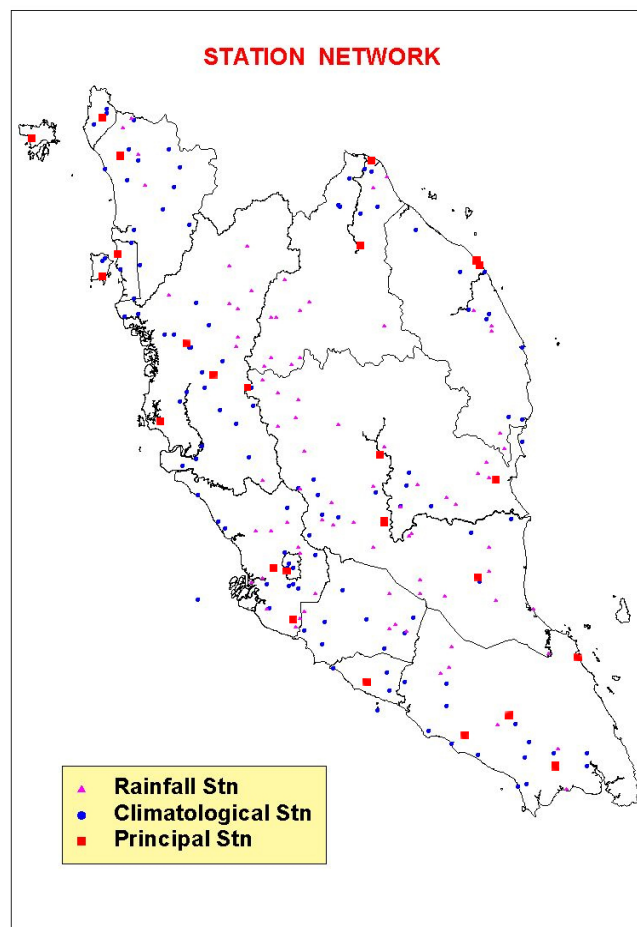 STATION NETWORK
Rainfall Stn
Climatological Stn
Principal Stn